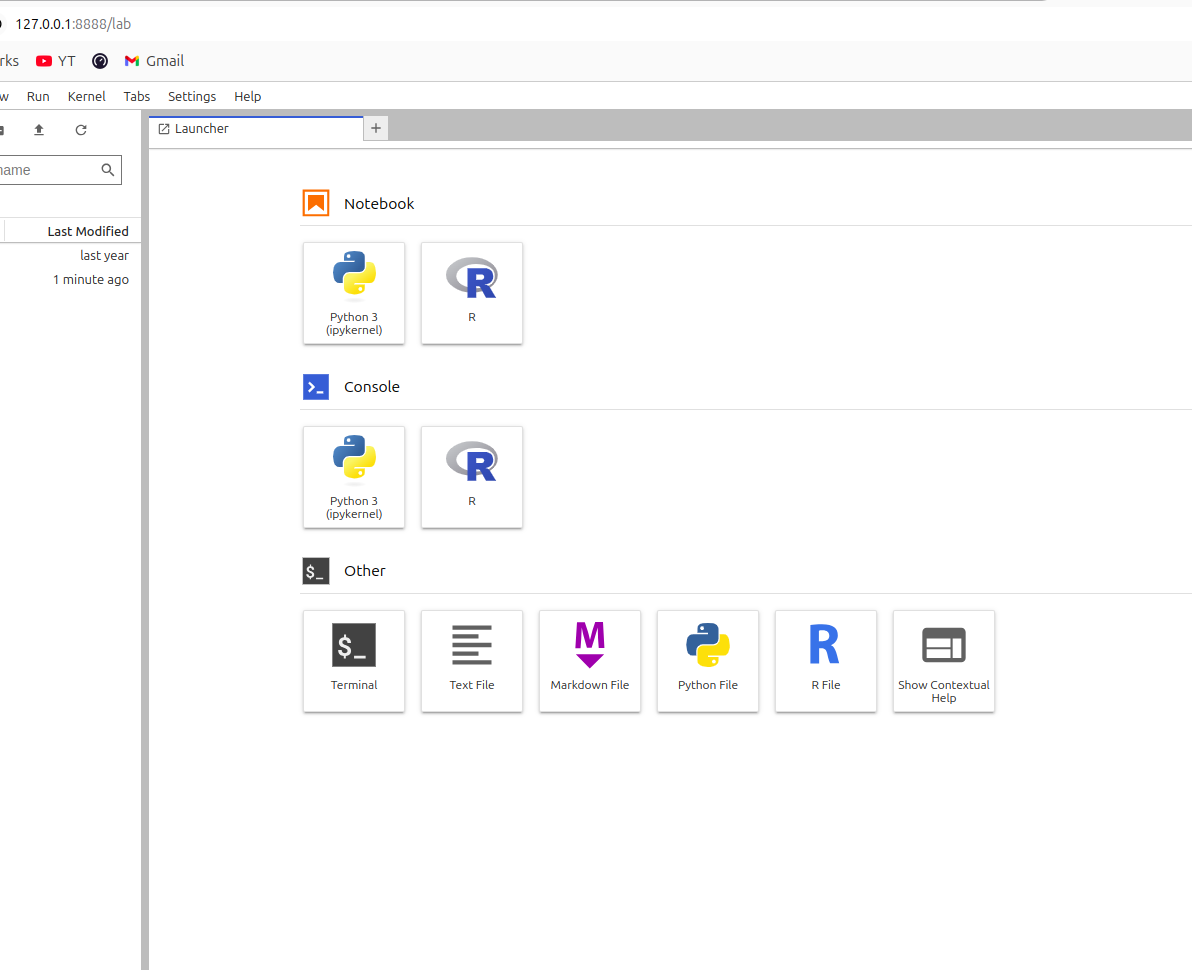 127.0.0.1:8888/lab
rks YT Gmail
w Run Kernel Tabs Settings Help
Launcher
name
Last Modified
last year
1 minute ago
Notebook
Python 3
(ipykernel)
R
Console
Python 3
(ipykernel)
R
Other
$_
Terminal
Text File
Markdown File
Python File
R File
Show Contextual
Help